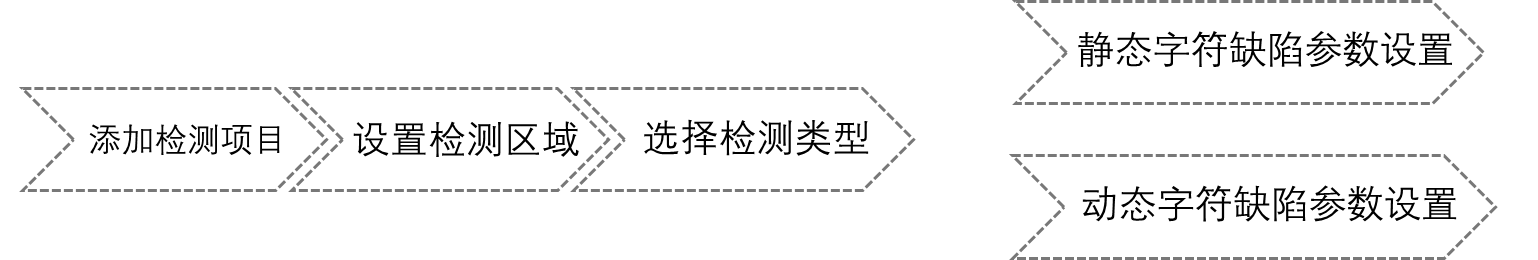 添加检测项目
设置检测区域
选择检测类型
静态字符缺陷参数设置
动态字符缺陷参数设置